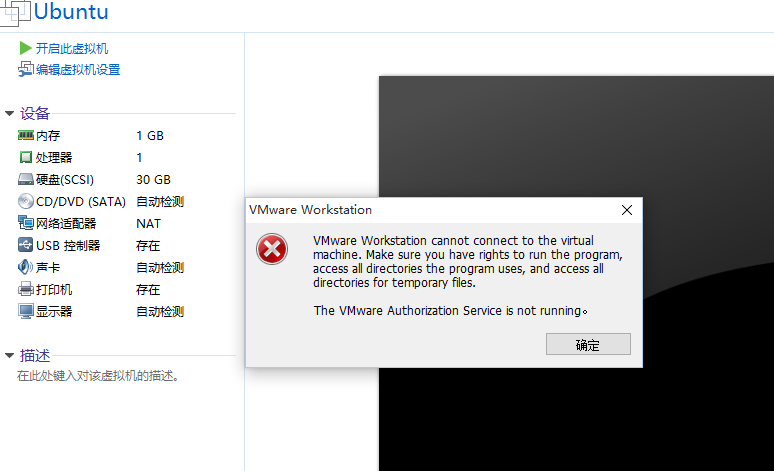 Ubuntu
开启此虚拟机
编辑虚拟机设置
设备
内存 1 GB
处理器 1
硬盘(SCSI) 30 GB
CD/DVD (SATA) 自动检测
网络适配器 NAT
USB 控制器 存在
声卡 自动检测
打印机 存在
显示器 自动检测
描述
在此处键入对该虚拟机的描述。
VMware Workstation
VMware Workstation cannot connect to the virtual
machine. Make sure you have rights to run the program,
access all directories the program uses, and access all
directories for temporary files.
The VMware Authorization Service is not running。
确定